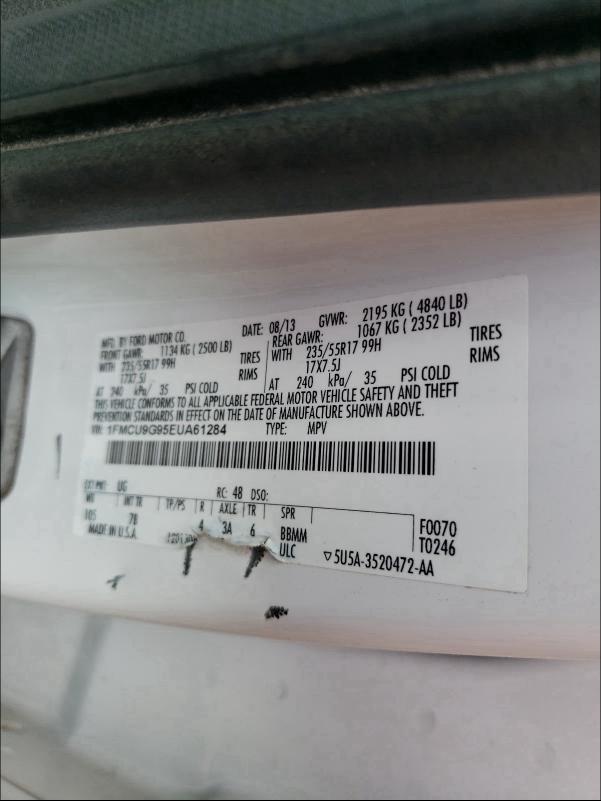 MFD. BY FORD MOTOR CO. DATE: 08/13 GVWR: 2195 KG ( 4840 LB)
FRONT GAWR: 1134 KG ( 2500 LB) REAR GAWR: 1067 KG ( 2352 LB)
WITH 235/55R17 99H TIRES WITH 235/55R17 99H TIRES
17X7.5J RIMS 17X7.5J RIMS
AT 240 kPa/ 35 PSI COLD AT 240 kPa/ 35 PSI COLD
THIS VEHICLE CONFORMS TO ALL APPLICABLE FEDERAL MOTOR VEHICLE SAFETY AND THEFT
PREVENTION STANDARDS IN EFFECT ON THE DATE OF MANUFACTURE SHOWN ABOVE.
VIN: 1FMCU9G95EUA61284 TYPE: MPV
EXT PNT: UG RC: 48 DSO:
WB INT TR TP/PS R AXLE TR SPR F0070
105 78 4 3A 6 BBMM T0246
MADE IN U.S.A. ULC ▽5U5A-3520472-AA